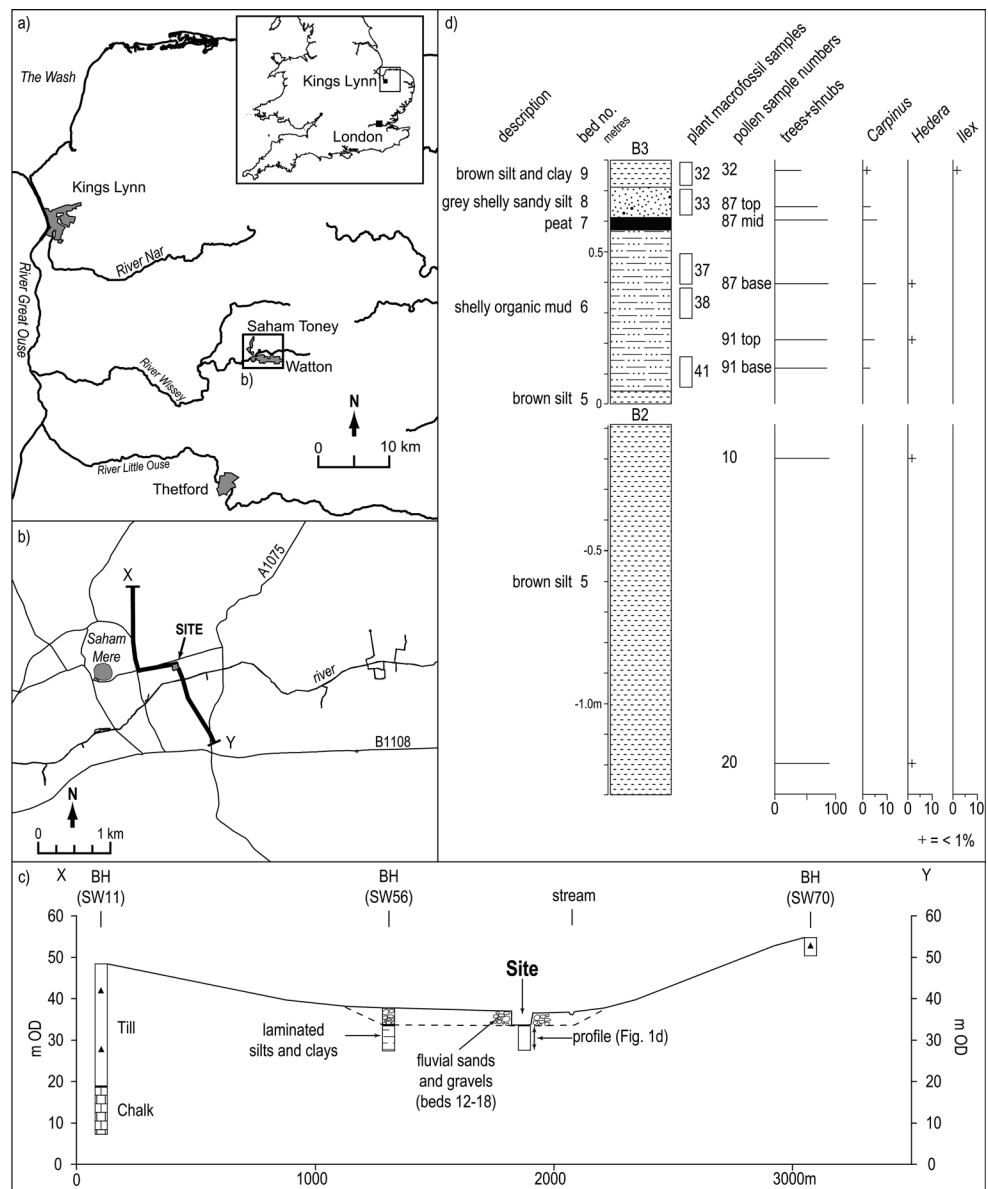 a)
The Wash
Kings Lynn
London
Kings Lynn
River Nar
River Great Ouse
Saham Toney
Watton
b)
River Wissey
N
0 10 km
River Little Ouse
Thetford
b)
X
A1075
SITE
Saham
Mere
river
Y
B1108
N
0 1 km
d)
description
bed no.
metres
plant macrofossil samples
pollen sample numbers
trees+shrubs
Carpinus
Hedera
Ilex
B3
brown silt and clay 9 32 32 + +
grey shelly sandy silt 8 33 87 top
peat 7 87 mid
0.5
37 87 base +
shelly organic mud 6 38
91 top +
41 91 base
brown silt 5 0
B2
10 +
-0.5
brown silt 5
-1.0m
20 +
0 100 0 10 0 10 0 10
+ = < 1%
c) X BH Y
(SW11)
BH
(SW56)
stream
BH
(SW70)
60 60
50 50
40 40
30 30
20 20
10 10
0 0
m OD
m OD
Till
Chalk
laminated
silts and clays
Site
fluvial sands
and gravels
(beds 12-18)
profile (Fig. 1d)
0 1000 2000 3000m